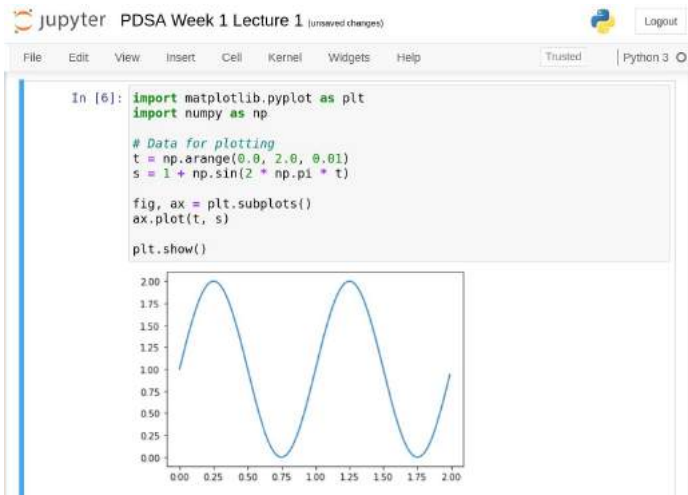 jupyter PDSA Week 1 Lecture 1 (unsaved changes) Logout
File Edit View Insert Cell Kernel Widgets Help Trusted Python 3
In [6]: import matplotlib.pyplot as plt
import numpy as np
# Data for plotting
t = np.arange(0.0, 2.0, 0.01)
s = 1 + np.sin(2 * np.pi * t)
fig, ax = plt.subplots()
ax.plot(t, s)
plt.show()
2.00
1.75
1.50
1.25
1.00
0.75
0.50
0.25
0.00
0.00 0.25 0.50 0.75 1.00 1.25 1.50 1.75 2.00